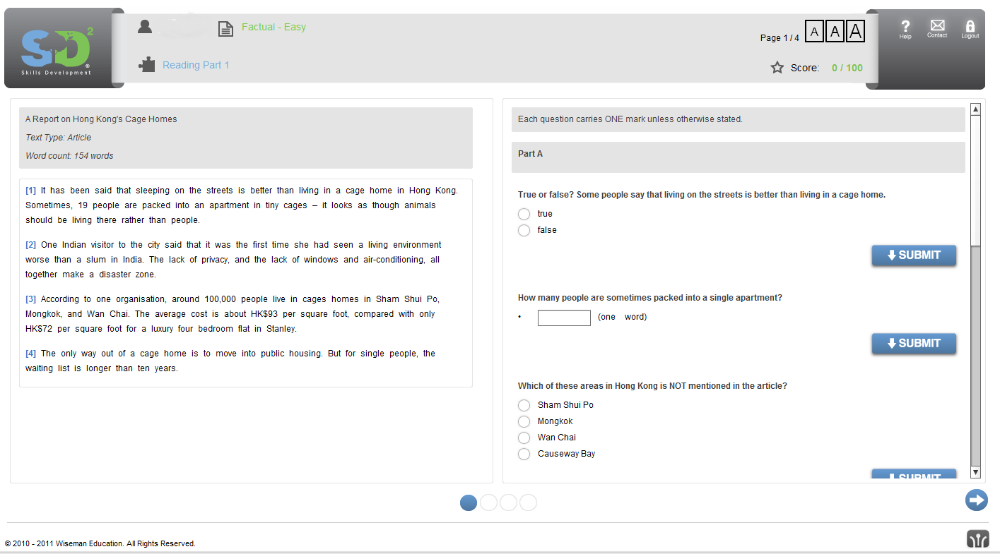 SD2
Skills Development
Factual - Easy
Reading Part 1
Page 1 / 4 A A A
Score: 0 / 100
Help Contact Logout
A Report on Hong Kong's Cage Homes
Text Type: Article
Word count: 154 words
[1] It has been said that sleeping on the streets is better than living in a cage home in Hong Kong.
Sometimes, 19 people are packed into an apartment in tiny cages – it looks as though animals
should be living there rather than people.
[2] One Indian visitor to the city said that it was the first time she had seen a living environment
worse than a slum in India. The lack of privacy, and the lack of windows and air-conditioning, all
together make a disaster zone.
[3] According to one organisation, around 100,000 people live in cages homes in Sham Shui Po,
Mongkok, and Wan Chai. The average cost is about HK$93 per square foot, compared with only
HK$72 per square foot for a luxury four bedroom flat in Stanley.
[4] The only way out of a cage home is to move into public housing. But for single people, the
waiting list is longer than ten years.
Each question carries ONE mark unless otherwise stated.
Part A
True or false? Some people say that living on the streets is better than living in a cage home.
true
false
SUBMIT
How many people are sometimes packed into a single apartment?
• (one word)
SUBMIT
Which of these areas in Hong Kong is NOT mentioned in the article?
Sham Shui Po
Mongkok
Wan Chai
Causeway Bay
SUBMIT
© 2010 - 2011 Wiseman Education. All Rights Reserved.